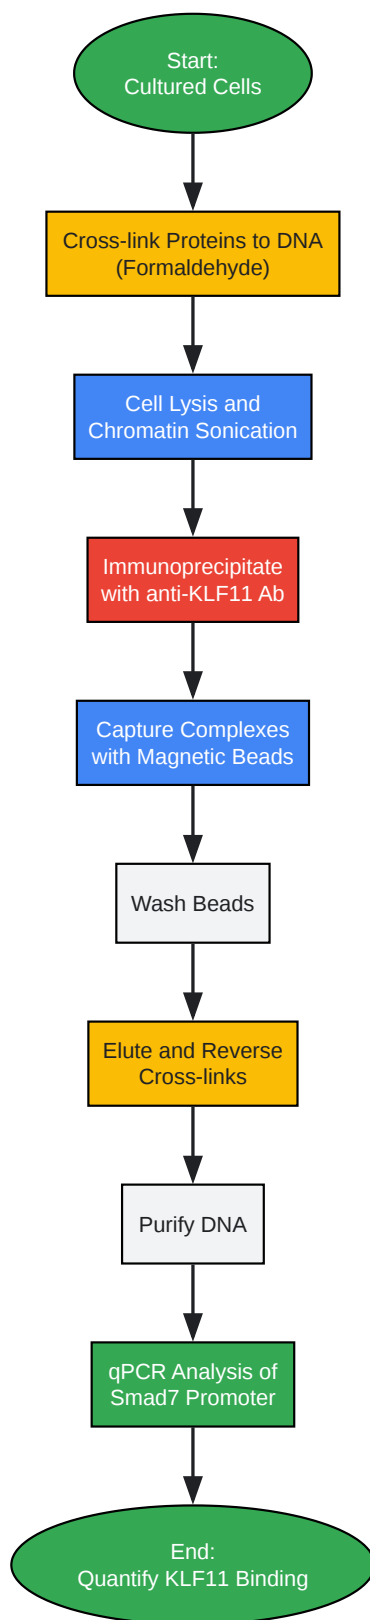 Start:
Cultured Cells
Cross-link Proteins to DNA
(Formaldehyde)
Cell Lysis and
Chromatin Sonication
Immunoprecipitate
with anti-KLF11 Ab
Capture Complexes
with Magnetic Beads
Wash Beads
Elute and Reverse
Cross-links
Purify DNA
qPCR Analysis of
Smad7 Promoter
End:
Quantify KLF11 Binding